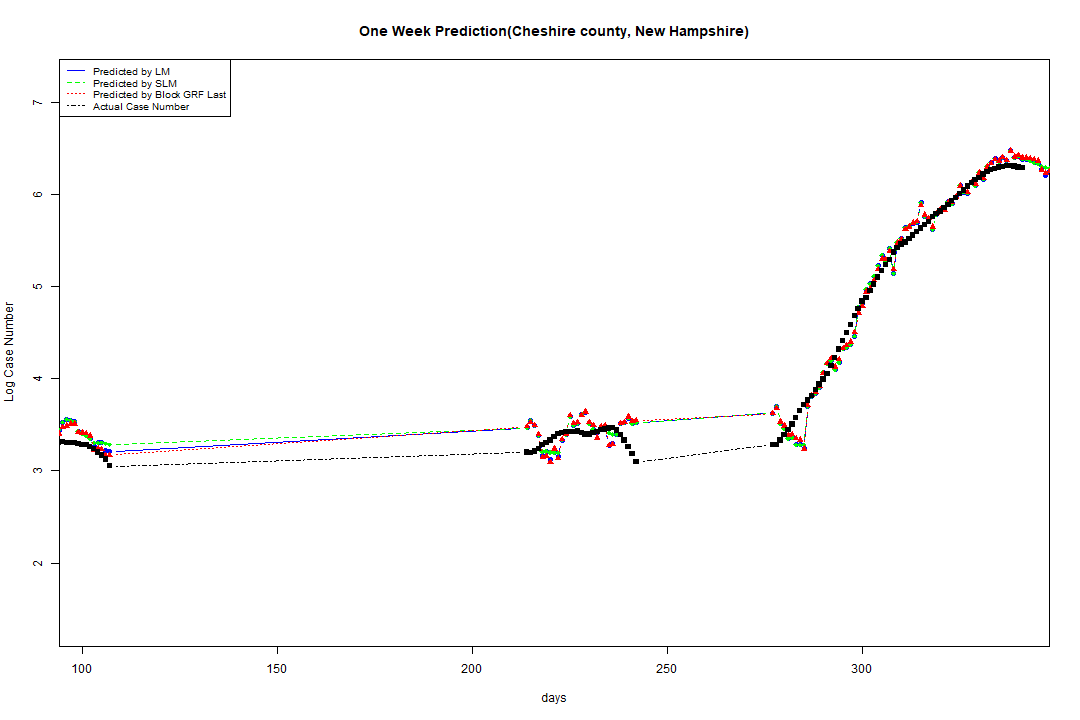 One Week Prediction(Cheshire county, New Hampshire)
Predicted by LM
Predicted by SLM
Predicted by Block GRF Last
Actual Case Number
7
6
5
4
3
2
Log Case Number
100 150 200 250 300
days